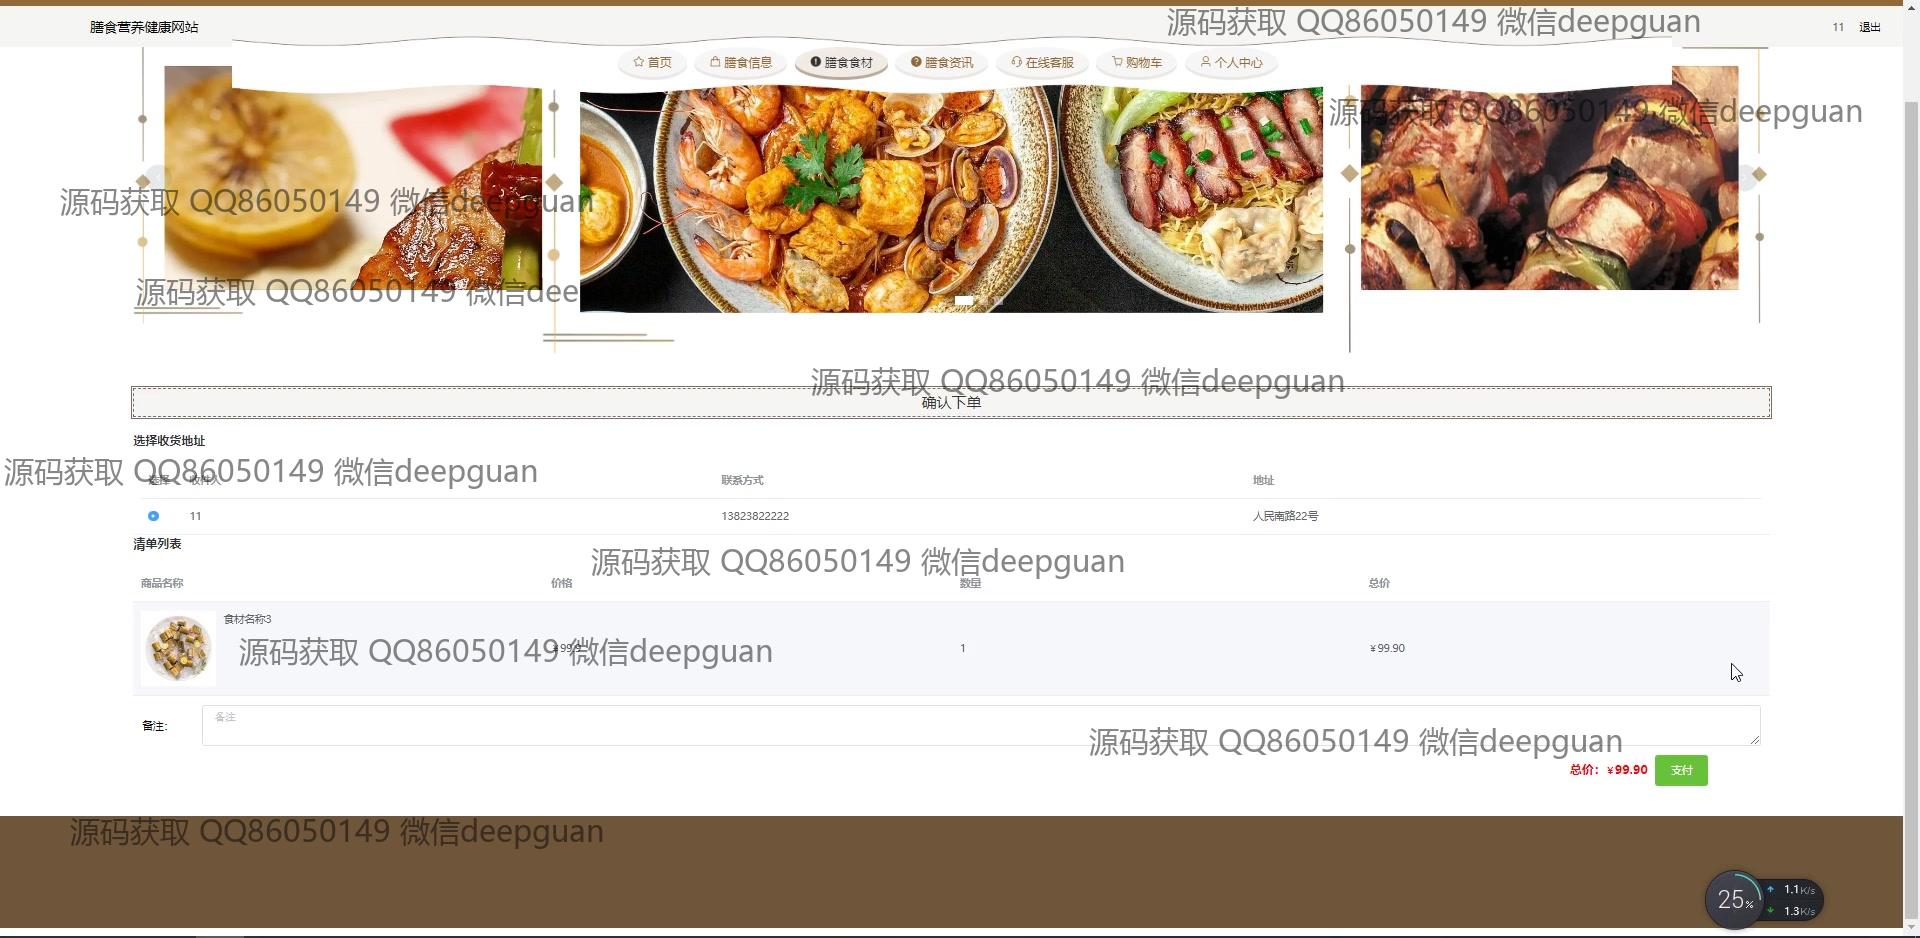 膳食营养健康网站
源码获取 QQ86050149 微信deepguan
11 退出
首页 膳食信息 膳食食材 膳食资讯 在线客服 购物车 个人中心
源码获取 QQ86050149 微信deepguan
源码获取 QQ86050149 微信deepguan
源码获取 QQ86050149 微信dee
源码获取 QQ86050149 微信deepguan
确认下单
选择收货地址
源码获取 QQ86050149 微信deepguan
选择 收件人 联系方式 地址
11 13823822222 人民南路22号
清单列表
源码获取 QQ86050149 微信deepguan
商品名称 价格 数量 总价
食材名称3
源码获取 QQ86050149 微信deepguan
¥99.9 1 ¥99.90
备注: 备注
源码获取 QQ86050149 微信deepguan
总价: ¥99.90 支付
源码获取 QQ86050149 微信deepguan
25% 1.1K/s
1.3K/s